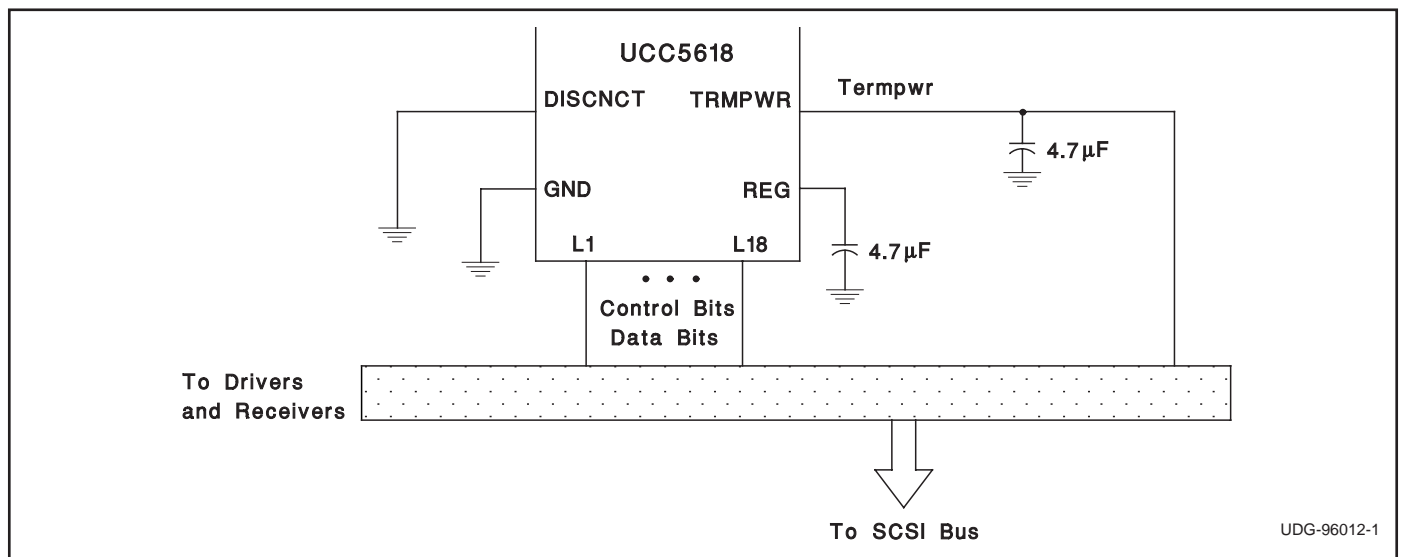 UCC5618
DISCNCT
TRMPWR
Termpwr
4.7µF
GND
REG
L1
L18
4.7µF
• • •
Control Bits
Data Bits
To Drivers
and Receivers
To SCSI Bus
UDG-96012-1